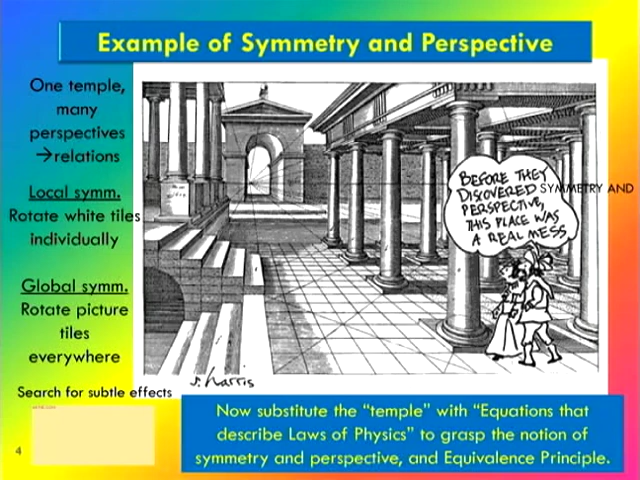 Example of Symmetry and Perspective
One temple,
many
perspectives
→relations
Local symm.
Rotate white tiles
individually
Global symm.
Rotate picture
tiles
everywhere
Search for subtle effects
BEFORE THEY
DISCOVERED SYMMETRY AND
PERSPECTIVE,
THIS PLACE WAS
A REAL MESS.
S. Harris
Now substitute the “temple” with “Equations that
describe Laws of Physics” to grasp the notion of
symmetry and perspective, and Equivalence Principle.
4